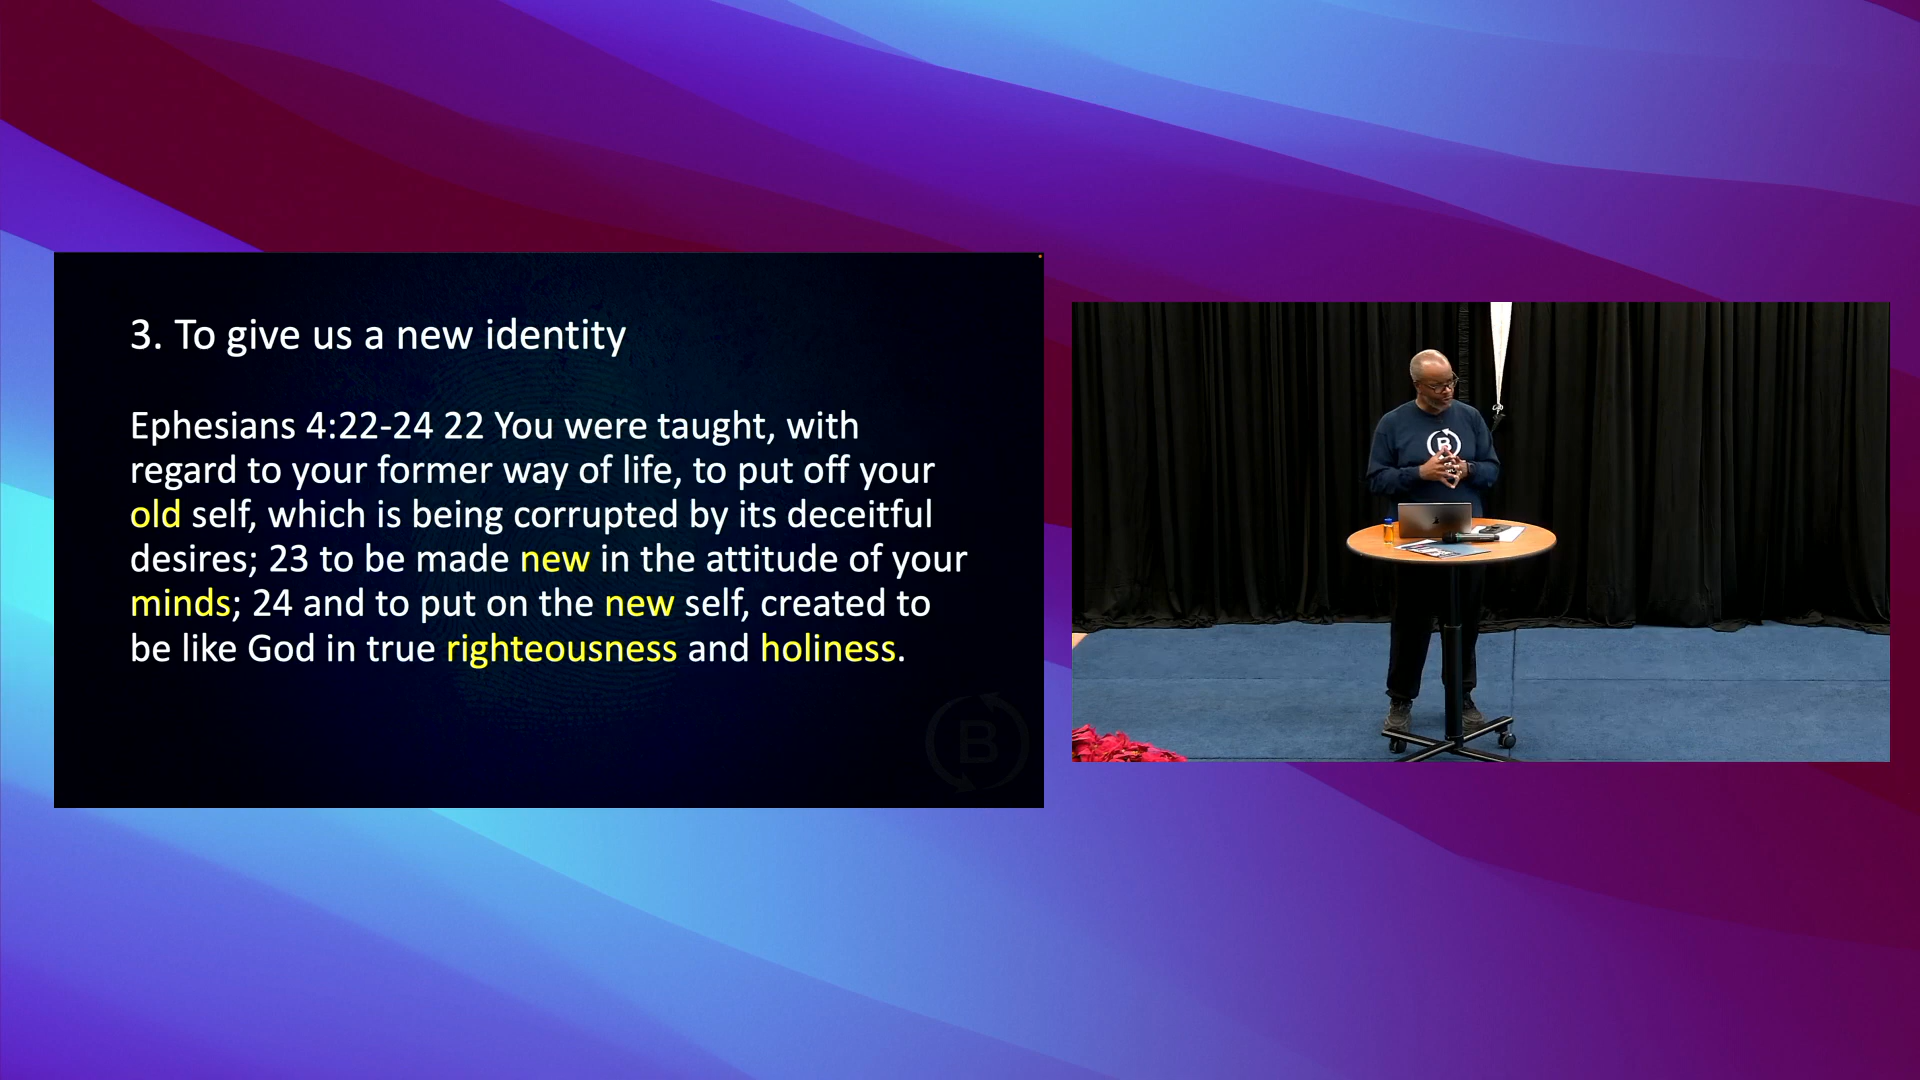 3. To give us a new identity
Ephesians 4:22-24 22 You were taught, with
regard to your former way of life, to put off your
old self, which is being corrupted by its deceitful
desires; 23 to be made new in the attitude of your
minds; 24 and to put on the new self, created to
be like God in true righteousness and holiness.
B
B